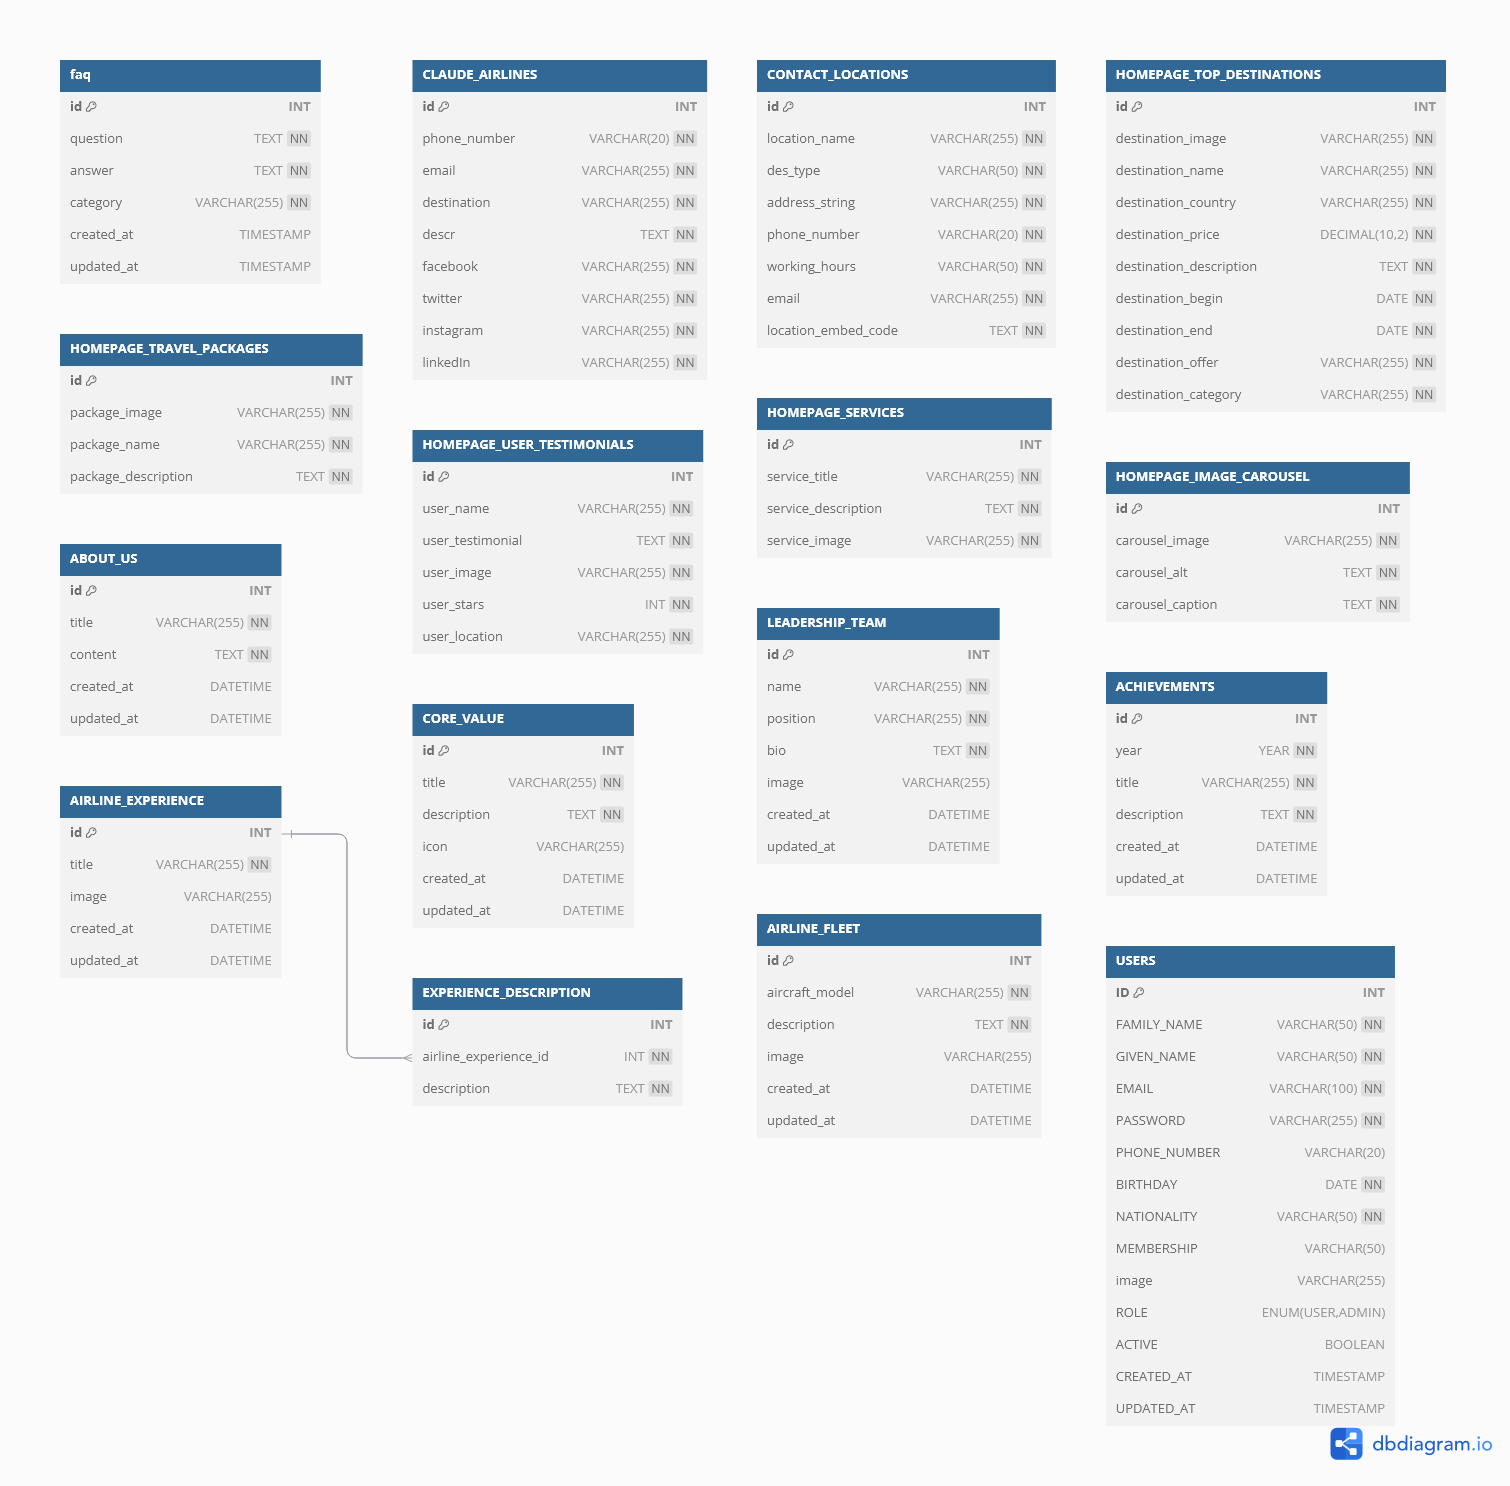 faq
id INT
question TEXT NN
answer TEXT NN
category VARCHAR(255) NN
created_at TIMESTAMP
updated_at TIMESTAMP
HOMEPAGE_TRAVEL_PACKAGES
id INT
package_image VARCHAR(255) NN
package_name VARCHAR(255) NN
package_description TEXT NN
ABOUT_US
id INT
title VARCHAR(255) NN
content TEXT NN
created_at DATETIME
updated_at DATETIME
AIRLINE_EXPERIENCE
id INT
title VARCHAR(255) NN
image VARCHAR(255)
created_at DATETIME
updated_at DATETIME
CLAUDE_AIRLINES
id INT
phone_number VARCHAR(20) NN
email VARCHAR(255) NN
destination VARCHAR(255) NN
descr TEXT NN
facebook VARCHAR(255) NN
twitter VARCHAR(255) NN
instagram VARCHAR(255) NN
linkedIn VARCHAR(255) NN
HOMEPAGE_USER_TESTIMONIALS
id INT
user_name VARCHAR(255) NN
user_testimonial TEXT NN
user_image VARCHAR(255) NN
user_stars INT NN
user_location VARCHAR(255) NN
CORE_VALUE
id INT
title VARCHAR(255) NN
description TEXT NN
icon VARCHAR(255)
created_at DATETIME
updated_at DATETIME
EXPERIENCE_DESCRIPTION
id INT
airline_experience_id INT NN
description TEXT NN
CONTACT_LOCATIONS
id INT
location_name VARCHAR(255) NN
des_type VARCHAR(50) NN
address_string VARCHAR(255) NN
phone_number VARCHAR(20) NN
working_hours VARCHAR(50) NN
email VARCHAR(255) NN
location_embed_code TEXT NN
HOMEPAGE_SERVICES
id INT
service_title VARCHAR(255) NN
service_description TEXT NN
service_image VARCHAR(255) NN
LEADERSHIP_TEAM
id INT
name VARCHAR(255) NN
position VARCHAR(255) NN
bio TEXT NN
image VARCHAR(255)
created_at DATETIME
updated_at DATETIME
AIRLINE_FLEET
id INT
aircraft_model VARCHAR(255) NN
description TEXT NN
image VARCHAR(255)
created_at DATETIME
updated_at DATETIME
HOMEPAGE_TOP_DESTINATIONS
id INT
destination_image VARCHAR(255) NN
destination_name VARCHAR(255) NN
destination_country VARCHAR(255) NN
destination_price DECIMAL(10,2) NN
destination_description TEXT NN
destination_begin DATE NN
destination_end DATE NN
destination_offer VARCHAR(255) NN
destination_category VARCHAR(255) NN
HOMEPAGE_IMAGE_CAROUSEL
id INT
carousel_image VARCHAR(255) NN
carousel_alt TEXT NN
carousel_caption TEXT NN
ACHIEVEMENTS
id INT
year YEAR NN
title VARCHAR(255) NN
description TEXT NN
created_at DATETIME
updated_at DATETIME
USERS
ID INT
FAMILY_NAME VARCHAR(50) NN
GIVEN_NAME VARCHAR(50) NN
EMAIL VARCHAR(100) NN
PASSWORD VARCHAR(255) NN
PHONE_NUMBER VARCHAR(20)
BIRTHDAY DATE NN
NATIONALITY VARCHAR(50) NN
MEMBERSHIP VARCHAR(50)
image VARCHAR(255)
ROLE ENUM(USER,ADMIN)
ACTIVE BOOLEAN
CREATED_AT TIMESTAMP
UPDATED_AT TIMESTAMP
dbdiagram.io